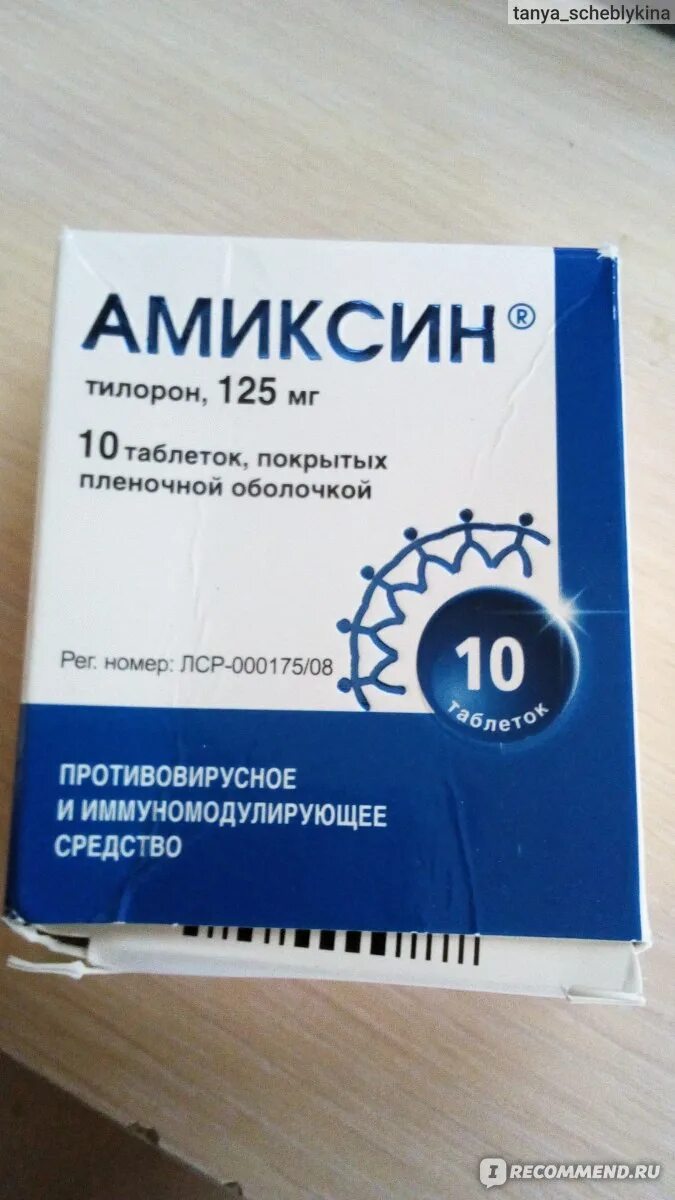 tanya_scheblykina
АМИКСИН®
тилорон, 125 мг
10 таблеток, покрытых
пленочной оболочкой
10
таблеток
Рег. номер: ЛСР-000175/08
ПРОТИВОВИРУСНОЕ
И ИММУНОМОДУЛИРУЮЩЕЕ
СРЕДСТВО
IRECOMMEND.RU